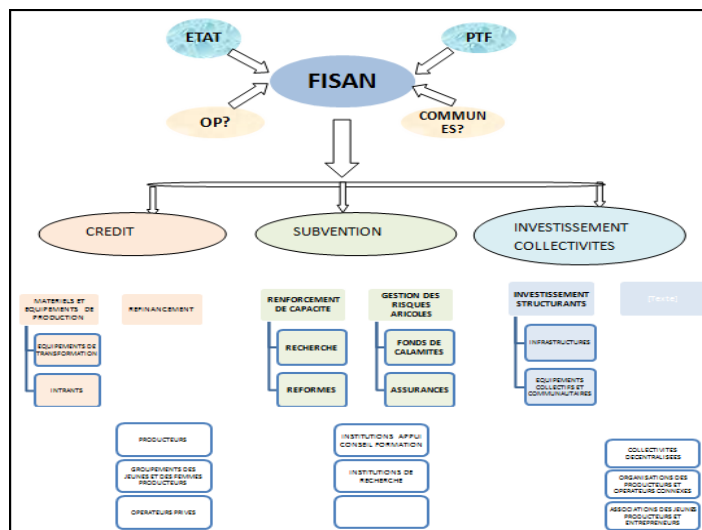 ETAT
PTF
FISAN
OP?
COMMUN
ES?
CREDIT
SUBVENTION
INVESTISSEMENT
COLLECTIVITES
MATERIELS ET
EQUIPEMENTS DE
PRODUCTION
REFINANCEMENT
RENFORCEMENT
DE CAPACITE
GESTION DES
RISQUES
ARICOLES
INVESTISSEMENT
STRUCTURANTS
[Texte]
EQUIPEMENTS DE
TRANSFORMATION
RECHERCHE
FONDS DE
CALAMITES
INFRASTRUCTURES
INTRANTS
REFORMES
ASSURANCES
EQUIPEMENTS
COLLECTIFS ET
COMMUNAUTAIRES
PRODUCTEURS
INSTITUTIONS APPUI
CONSEIL FORMATION
COLLECTIVITES
DECENTRALISEES
GROUPEMENTS DES
JEUNES ET DES FEMMES
PRODUCTEURS
INSTITUTIONS DE
RECHERCHE
ORGANISATIONS DES
PRODUCTEURS ET
OPERATEURS CONNEXES
OPERATEURS PRIVES
ASSOCIATIONS DES JEUNES
PRODUCTEURS ET
ENTREPRENEURS